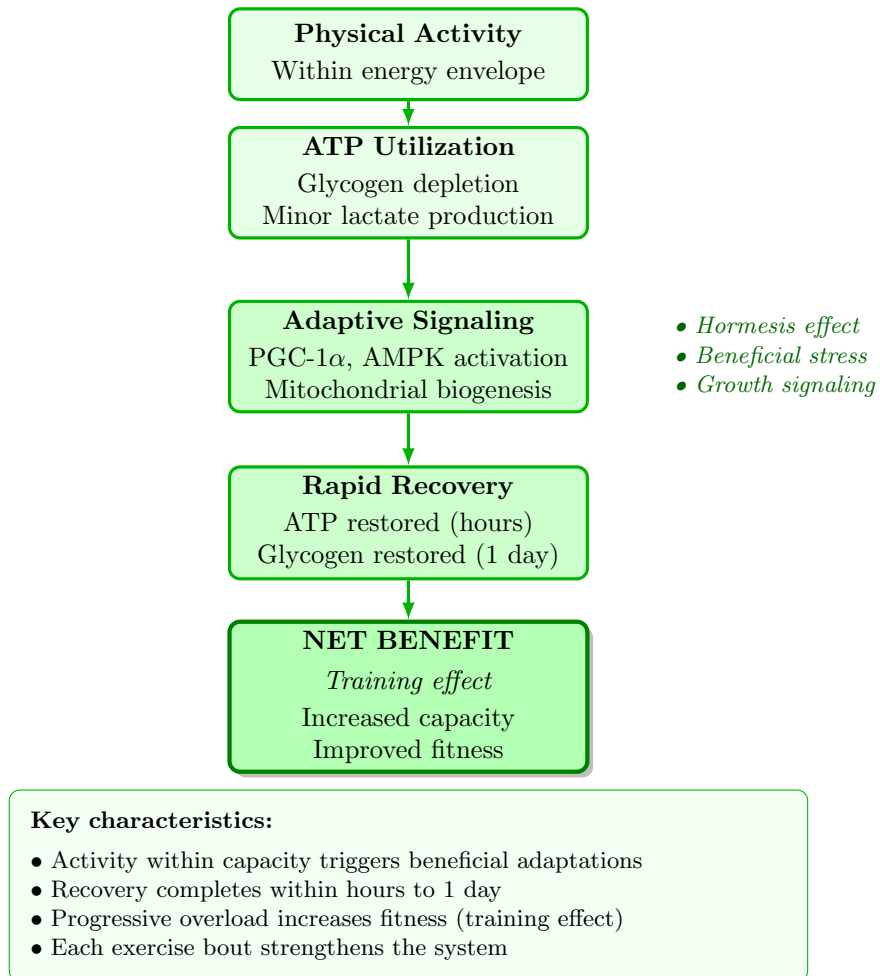 Physical Activity
Within energy envelope
ATP Utilization
Glycogen depletion
Minor lactate production
Adaptive Signaling
PGC-1α, AMPK activation
Mitochondrial biogenesis
• Hormesis effect
• Beneficial stress
• Growth signaling
Rapid Recovery
ATP restored (hours)
Glycogen restored (1 day)
NET BENEFIT
Training effect
Increased capacity
Improved fitness
Key characteristics:
• Activity within capacity triggers beneficial adaptations
• Recovery completes within hours to 1 day
• Progressive overload increases fitness (training effect)
• Each exercise bout strengthens the system